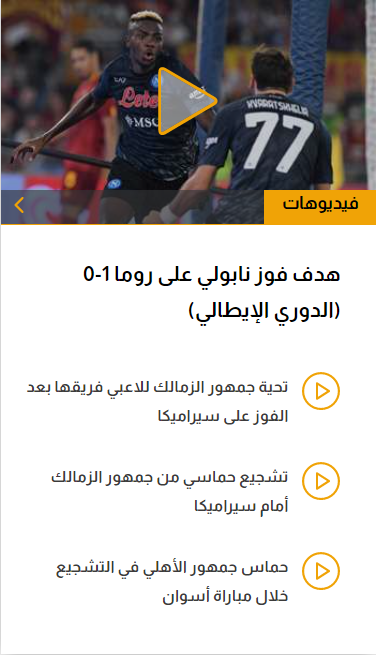 Lete
MSC
KVARATSKHELIA
77
فيديوهات
هدف فوز نابولي على روما 1-0
(الدوري الإيطالي)
تحية جمهور الزمالك للاعبي فريقها بعد
الفوز على سيراميكا
تشجيع حماسي من جمهور الزمالك
أمام سيراميكا
حماس جمهور الأهلي في التشجيع
خلال مباراة أسوان